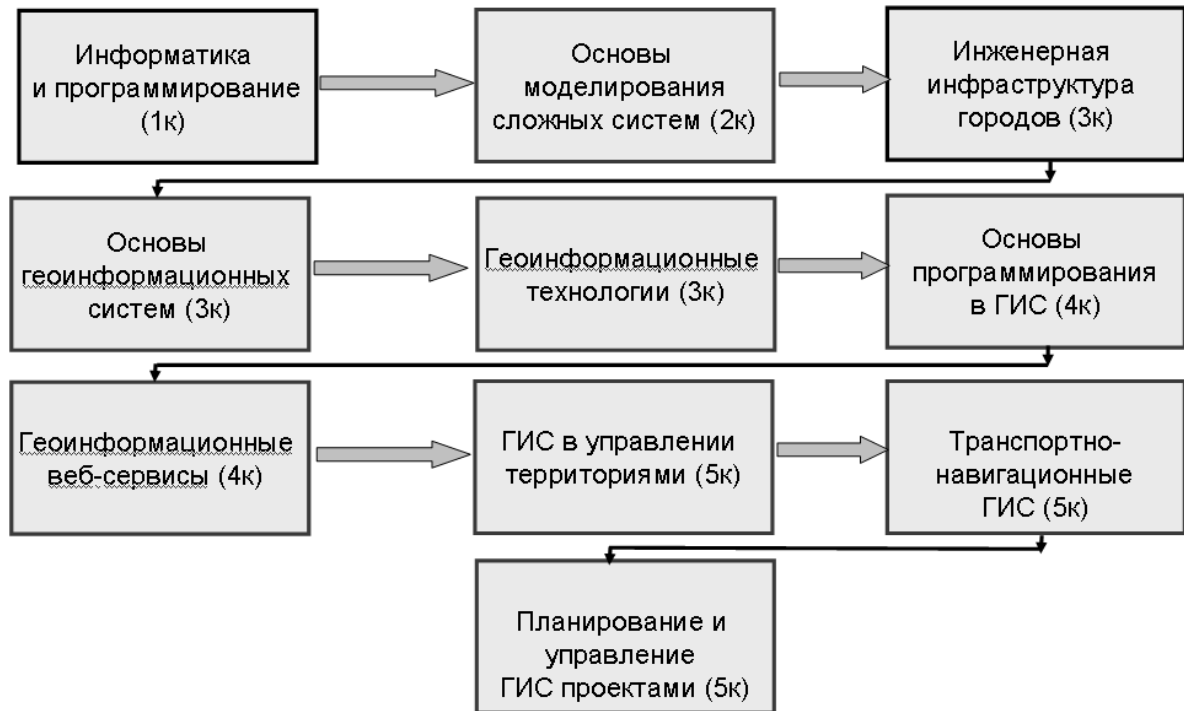 Информатика
и программирование
(1к)
Основы
моделирования
сложных систем (2к)
Инженерная
инфраструктура
городов (3к)
Основы
геоинформационных
систем (3к)
Геоинформационные
технологии (3к)
Основы
программирования
в ГИС (4к)
Геоинформационные
веб-сервисы (4к)
ГИС в управлении
территориями (5к)
Транспортно-
навигационные
ГИС (5к)
Планирование и
управление
ГИС проектами (5к)